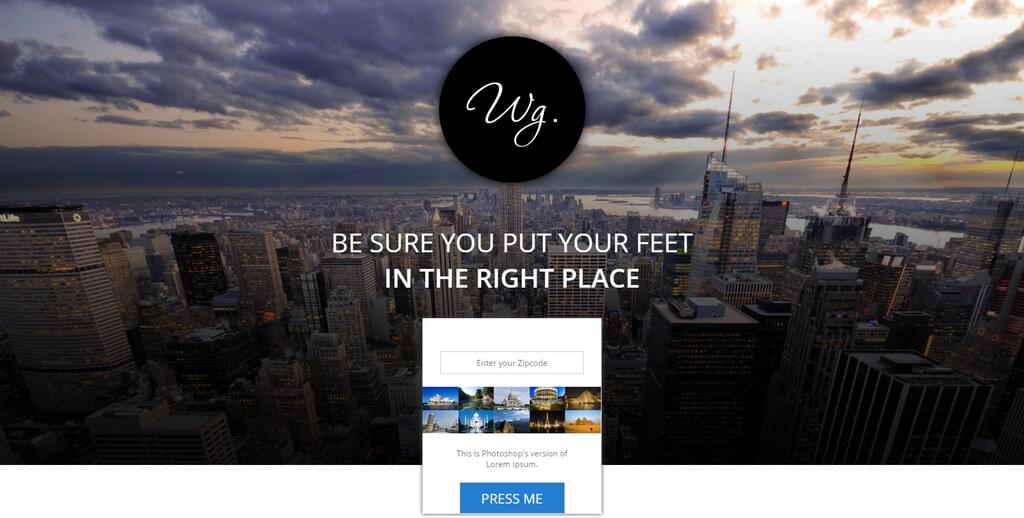 Wg.
BE SURE YOU PUT YOUR FEET
IN THE RIGHT PLACE
Enter your Zipcode
This is Photoshop's version of
Lorem Ipsum.
PRESS ME